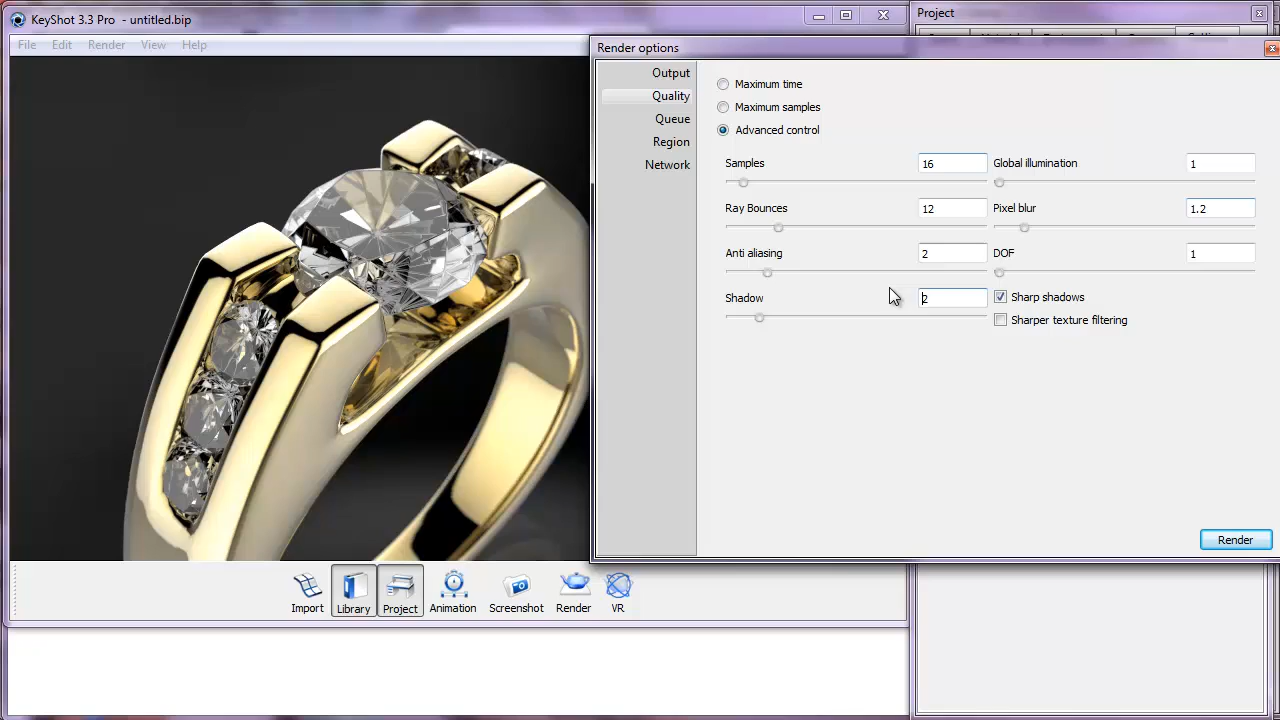 KeyShot 3.3 Pro - untitled.bip
File Edit Render View Help
Project
Render options
Output
Quality
Queue
Region
Network
Maximum time
Maximum samples
Advanced control
Samples 16 Global illumination 1
Ray Bounces 12 Pixel blur 1.2
Anti aliasing 2 DOF 1
Shadow 2 Sharp shadows
Sharper texture filtering
Render
Import Library Project Animation Screenshot Render VR